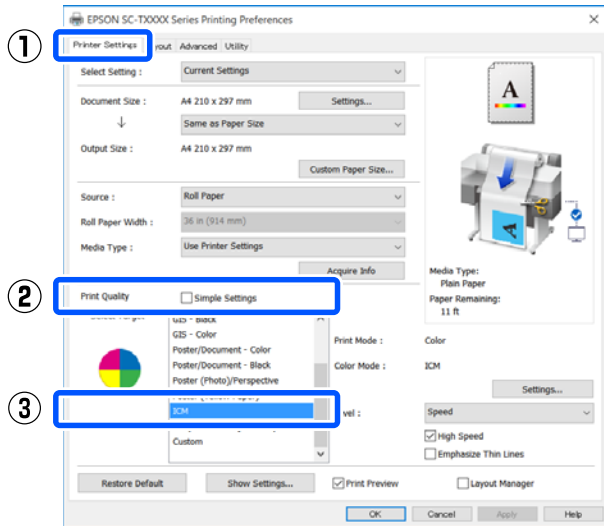 EPSON SC-TXXXX Series Printing Preferences
①
Printer Settings yout Advanced Utility
Select Setting : Current Settings
Document Size : A4 210 x 297 mm Settings...
Same as Paper Size
Output Size : A4 210 x 297 mm
Custom Paper Size...
A
Source : Roll Paper
Roll Paper Width : 36 in (914 mm)
Media Type : Use Printer Settings
Acquire Info
A
Media Type:
Plain Paper
Paper Remaining:
11 ft
②
Print Quality Simple Settings
GIS - Black
GIS - Color
Poster/Document - Color
Poster/Document - Black
Poster (Photo)/Perspective
③
ICM
Custom
Print Mode : Color
Color Mode : ICM
Settings...
vel : Speed
High Speed
Emphasize Thin Lines
Restore Default Show Settings... Print Preview Layout Manager
OK Cancel Apply Help